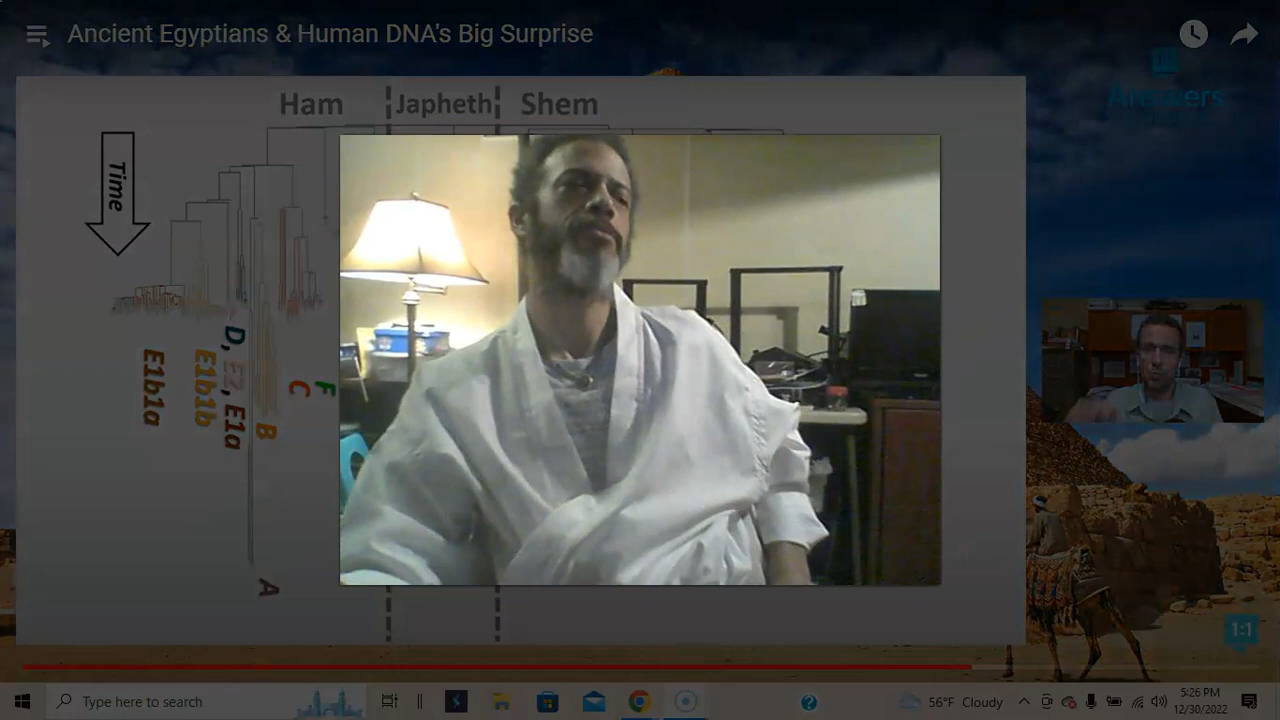 Ancient Egyptians & Human DNA's Big Surprise
Answers
Ham Japheth Shem
Time
E1b1a
E1b1b
D, E2, E1a
B
C
F
A
1:1
Type here to search
56°F Cloudy
5:26 PM
12/30/2022